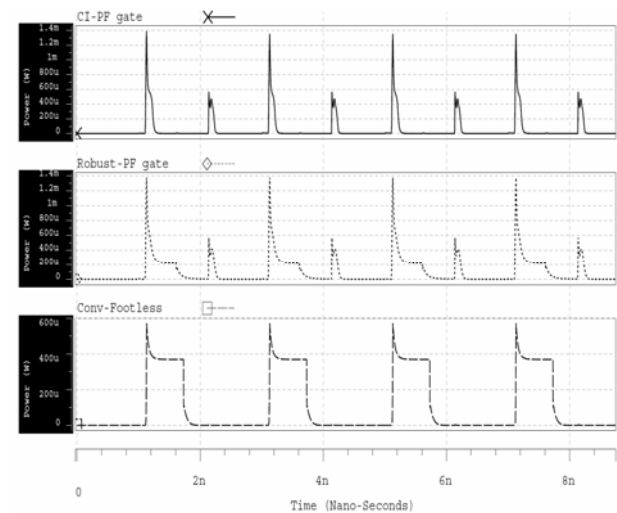 CI-PF gate
1.4m
1.2m
1m
800u
600u
400u
200u
0
Power (W)
Robust-PF gate
1.4m
1.2m
1m
800u
600u
400u
200u
0
Power (W)
Conv-Footless
600u
400u
200u
0
Power (W)
0
2n
4n
6n
8n
Time (Nano-Seconds)